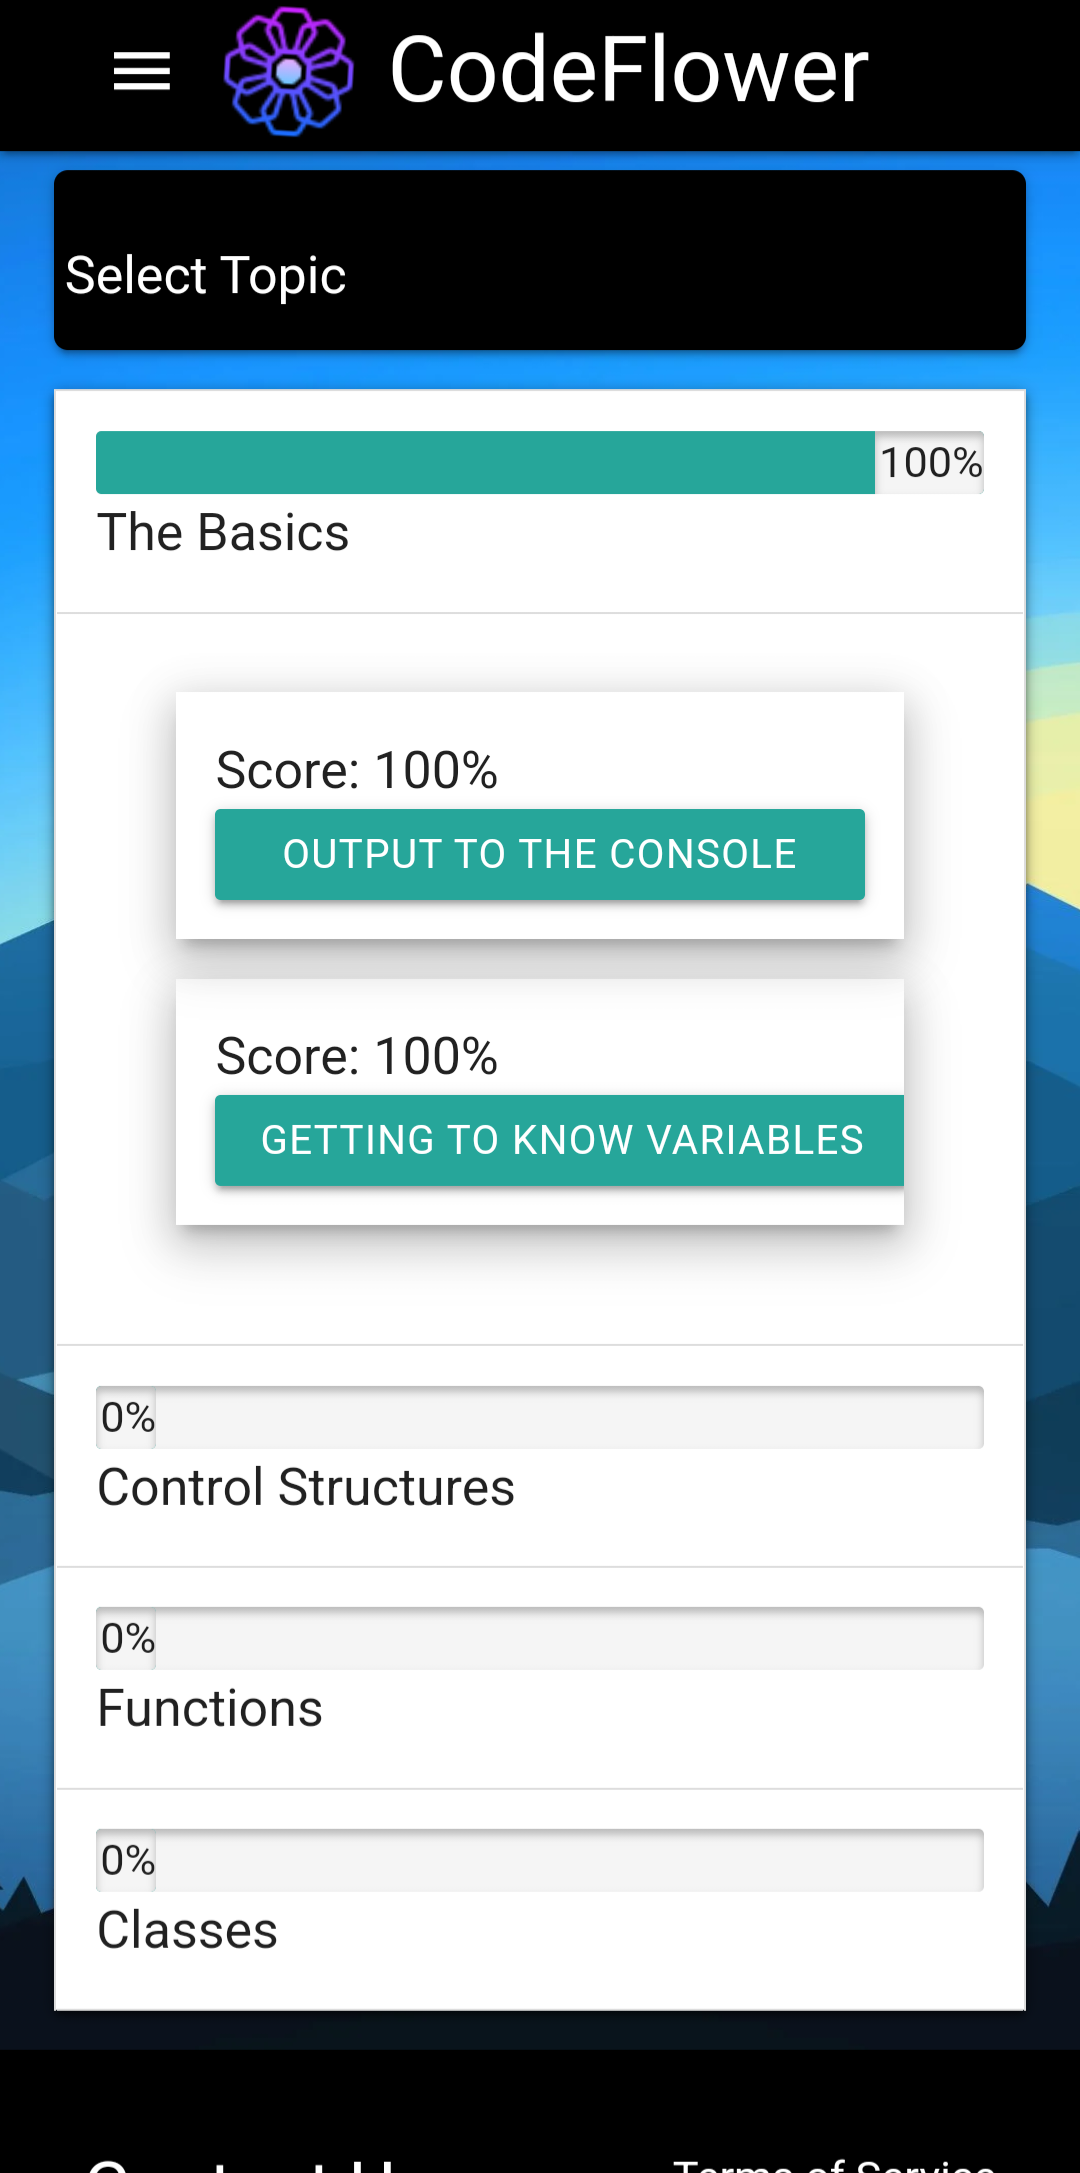 CodeFlower
Select Topic
100%
The Basics
Score: 100%
OUTPUT TO THE CONSOLE
Score: 100%
GETTING TO KNOW VARIABLES
0%
Control Structures
0%
Functions
0%
Classes
Terms of Service